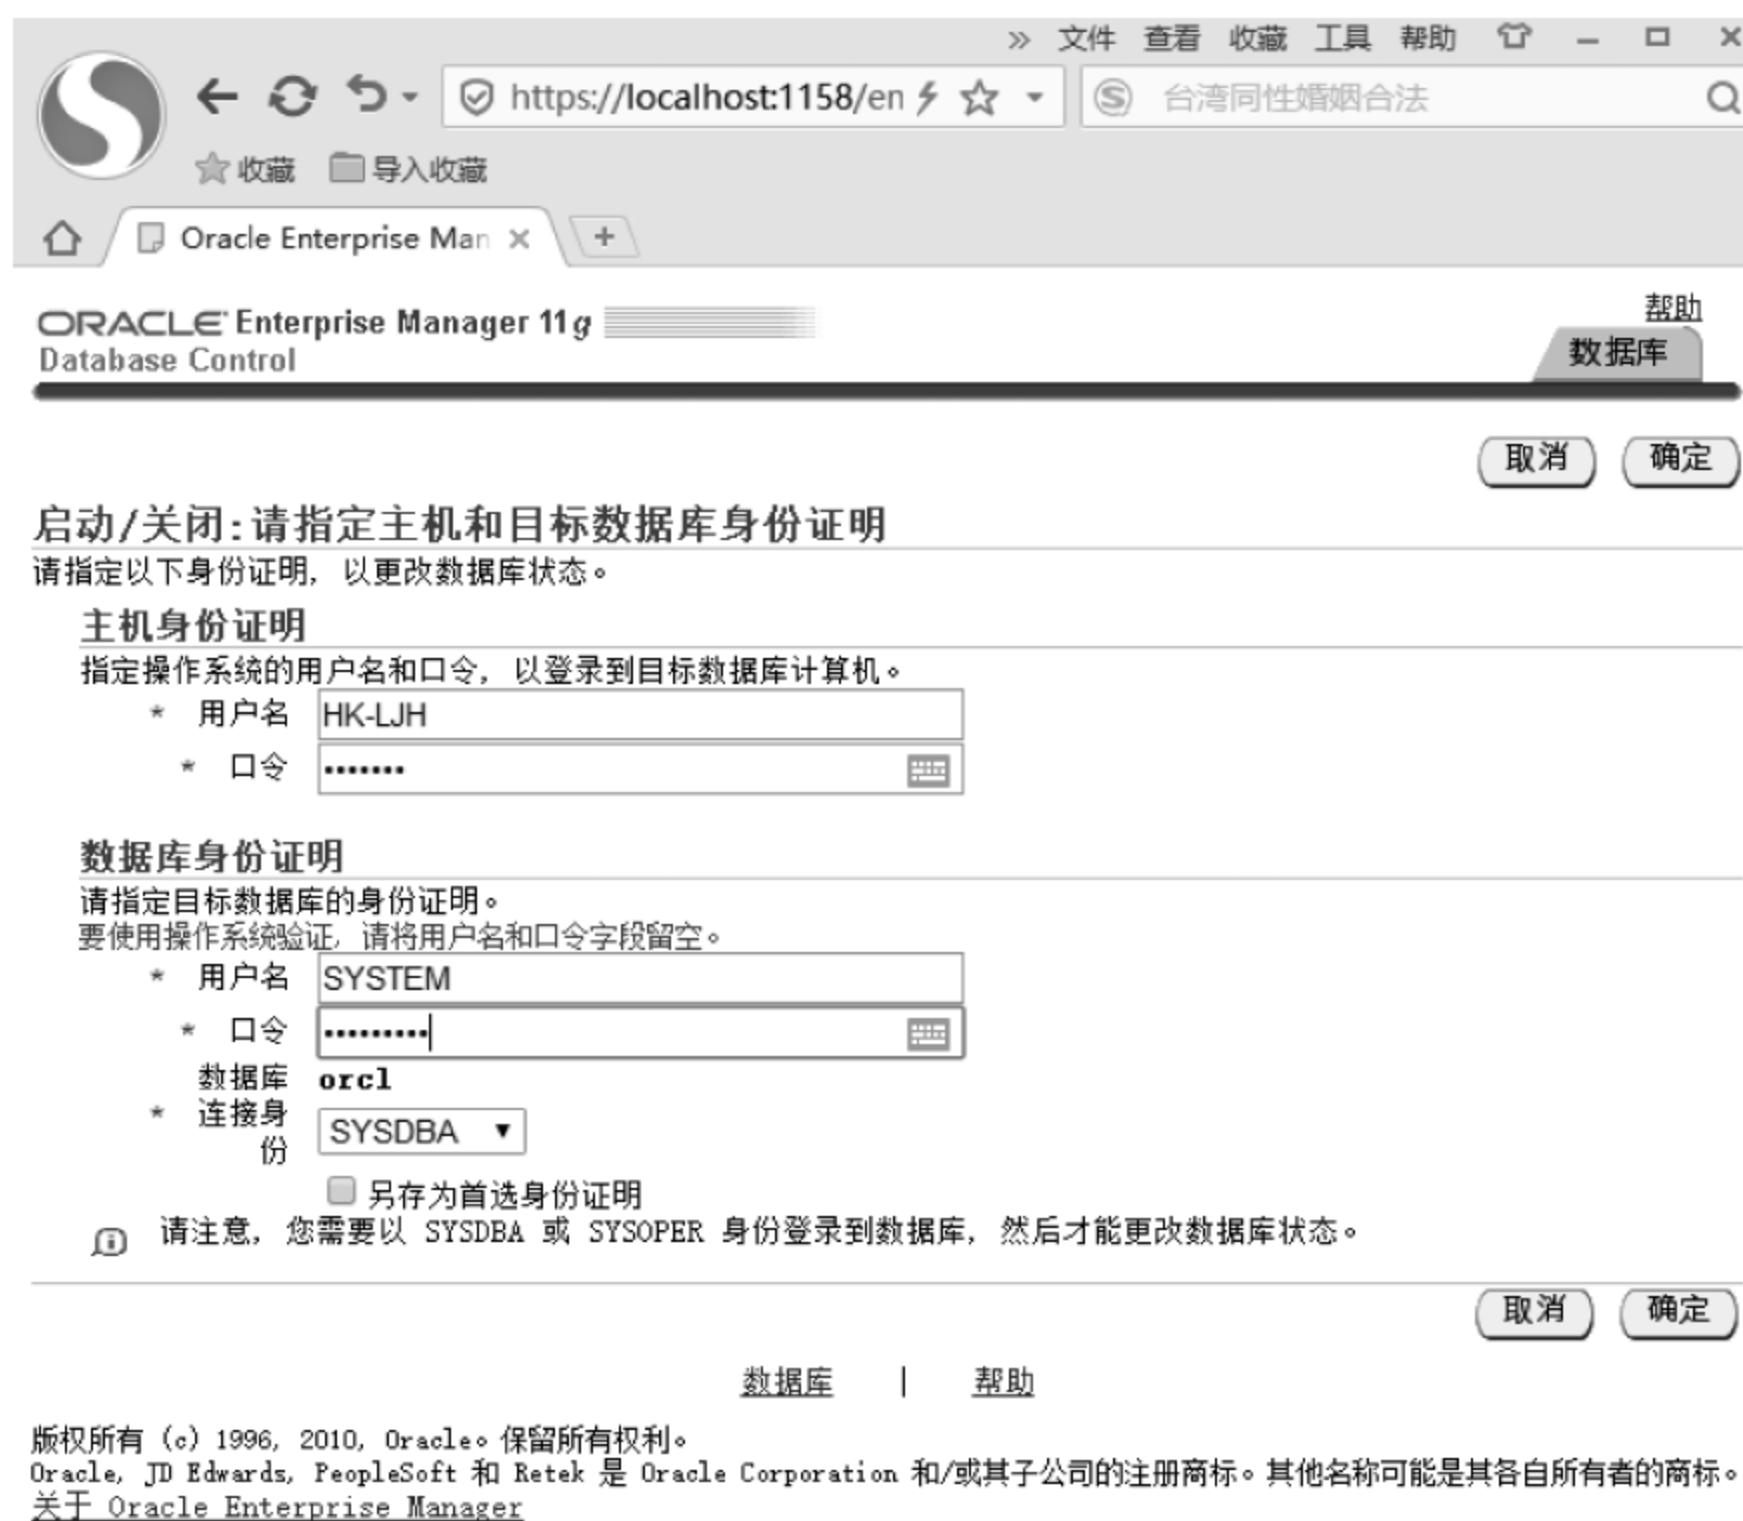 » 文件 查看 收藏 工具 帮助
https://localhost:1158/en 台湾同性婚姻合法
收藏 导入收藏
Oracle Enterprise Man
ORACLE Enterprise Manager 11g
Database Control
帮助
数据库
取消 确定
启动/关闭:请指定主机和目标数据库身份证明
请指定以下身份证明, 以更改数据库状态。
主机身份证明
指定操作系统的用户名和口令, 以登录到目标数据库计算机。
* 用户名 HK-LJH
* 口令 •••••••
数据库身份证明
请指定目标数据库的身份证明。
要使用操作系统验证, 请将用户名和口令字段留空。
* 用户名 SYSTEM
* 口令 •••••••••
数据库 orcl
* 连接身份 SYSDBA
另存为首选身份证明
请注意, 您需要以 SYSDBA 或 SYSOPER 身份登录到数据库, 然后才能更改数据库状态。
取消 确定
数据库 | 帮助
版权所有 (c) 1996, 2010, Oracle。保留所有权利。
Oracle, JD Edwards, PeopleSoft 和 Retek 是 Oracle Corporation 和/或其子公司的注册商标。其他名称可能是其各自所有者的商标。
关于 Oracle Enterprise Manager